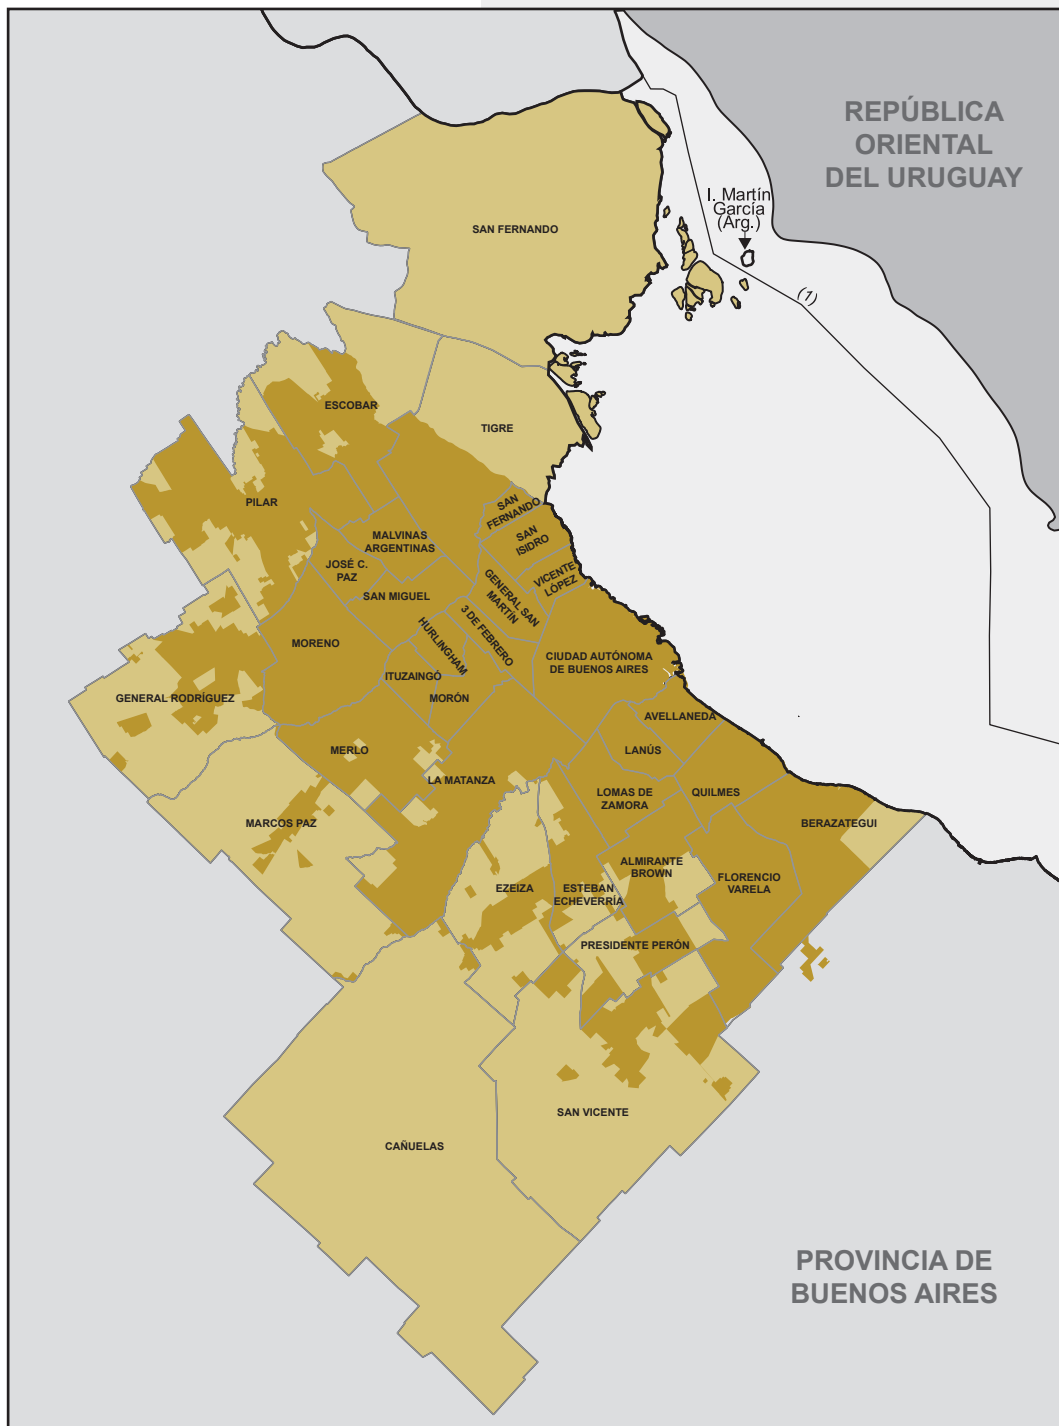 REPÚBLICA
ORIENTAL
DEL URUGUAY
I. Martín
García
(Arg.)
(1)
SAN FERNANDO
ESCOBAR
TIGRE
PILAR
SAN
FERNANDO
SAN
ISIDRO
MALVINAS
ARGENTINAS
JOSÉ C.
PAZ
VICENTE
LÓPEZ
GENERAL SAN
MARTÍN
SAN MIGUEL
3 DE FEBRERO
HURLINGHAM
MORENO
CIUDAD AUTÓNOMA
DE BUENOS AIRES
ITUZAINGÓ
GENERAL RODRÍGUEZ
MORÓN
AVELLANEDA
MERLO
LANÚS
LA MATANZA
LOMAS DE
ZAMORA
QUILMES
MARCOS PAZ
BERAZATEGUI
ALMIRANTE
BROWN
EZEIZA
ESTEBAN
ECHEVERRÍA
FLORENCIO
VARELA
PRESIDENTE PERÓN
SAN VICENTE
CAÑUELAS
PROVINCIA DE
BUENOS AIRES